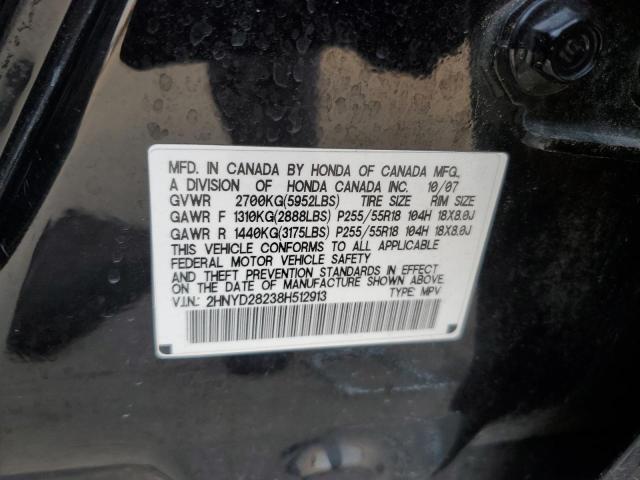 MFD. IN CANADA BY HONDA OF CANADA MFG.,
A DIVISION OF HONDA CANADA INC. 10/07
GVWR 2700KG(5952LBS) TIRE SIZE RIM SIZE
GAWR F 1310KG(2888LBS) P255/55R18 104H 18X8.0J
GAWR R 1440KG(3175LBS) P255/55R18 104H 18X8.0J
THIS VEHICLE CONFORMS TO ALL APPLICABLE
FEDERAL MOTOR VEHICLE SAFETY
AND THEFT PREVENTION STANDARDS IN EFFECT
ON THE DATE OF MANUFACTURE SHOWN ABOVE.
V.I.N.: 2HNYD28238H512913 TYPE: MPV